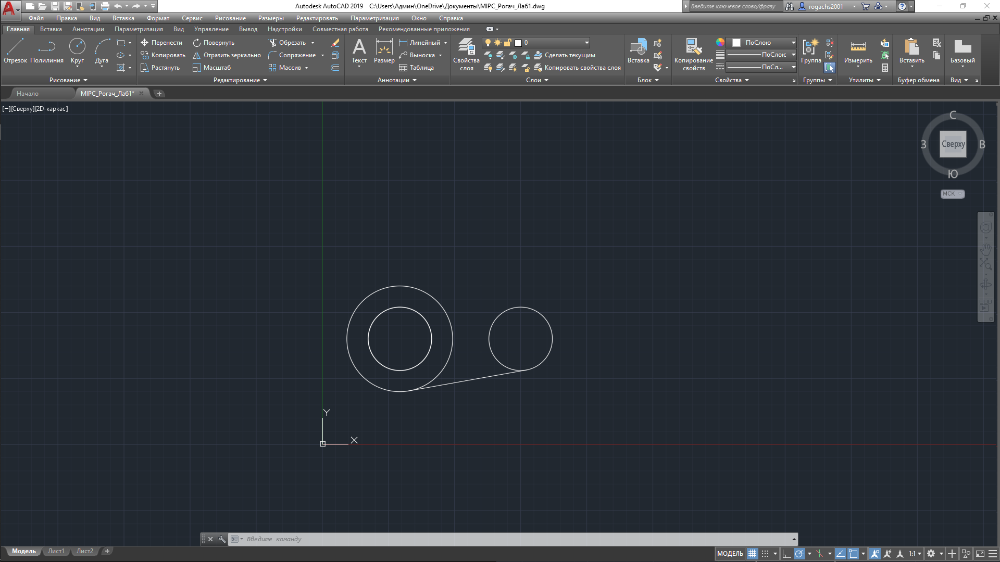 Autodesk AutoCAD 2019 C:\Users\Админ\OneDrive\Документы\MIPC_Рогач_Лаб1.dwg
Введите ключевое слово/фразу
rogachs2001
Файл Правка Вид Вставка Формат Сервис Рисование Размеры Редактировать Параметризация Окно Справка
Главная Вставка Аннотации Параметризация Вид Управление Вывод Надстройки Совместная работа Рекомендованные приложения
Отрезок Полилиния Круг Дуга
Перенести Повернуть Обрезать
Копировать Отразить зеркально Сопряжение
Растянуть Масштаб Массив
Текст Размер
Линейный
Выноска
Таблица
Свойства слоя
0
Сделать текущим
Копировать свойства слоя
Вставка
Копирование свойств
ПоСлою
ПоСлою
ПоСл...
Группа
Измерить
Вставить
Базовый
Рисование Редактирование Аннотации Слои Блок Свойства Группы Утилиты Буфер обмена Вид
Начало MIPC_Рогач_Лаб1*
[−][Сверху][2D-каркас]
С
З Сверху В
Ю
МСК
Y
X
Введите команду
Модель Лист1 Лист2
МОДЕЛЬ
1:1